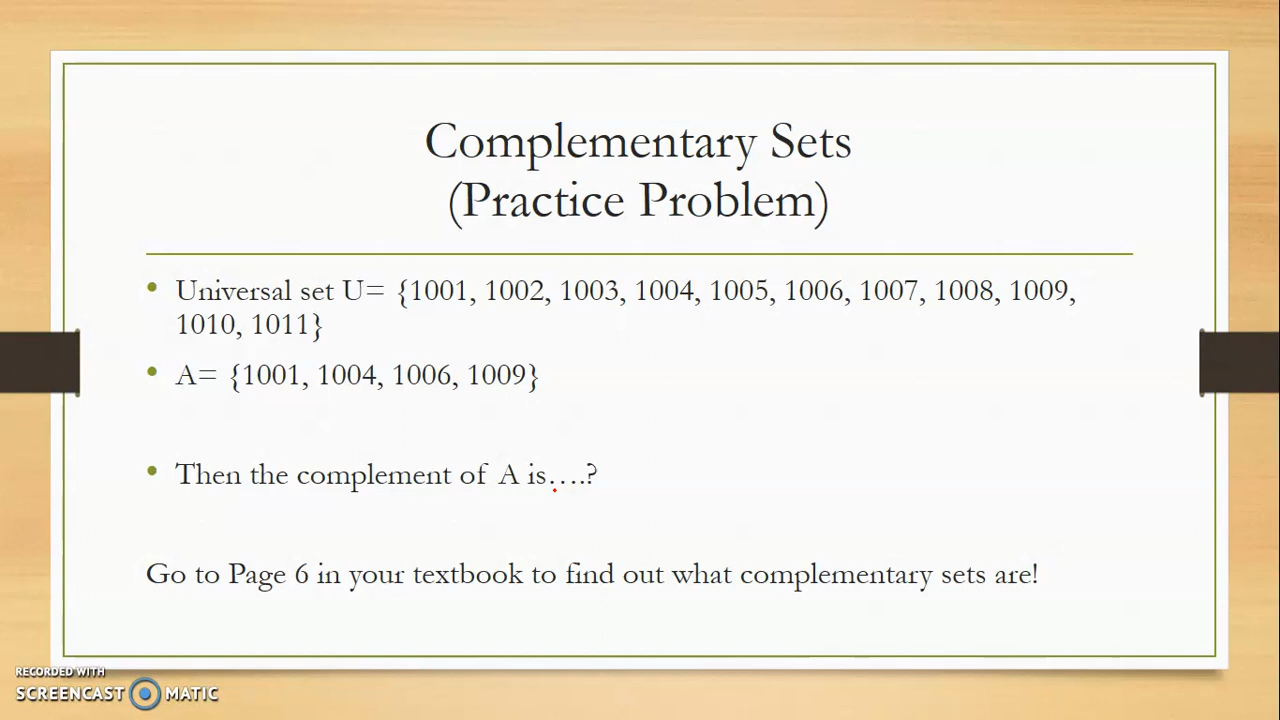 Complementary Sets
(Practice Problem)
• Universal set U= {1001, 1002, 1003, 1004, 1005, 1006, 1007, 1008, 1009,
1010, 1011}
• A= {1001, 1004, 1006, 1009}
• Then the complement of A is….?
Go to Page 6 in your textbook to find out what complementary sets are!
RECORDED WITH
SCREENCAST MATIC